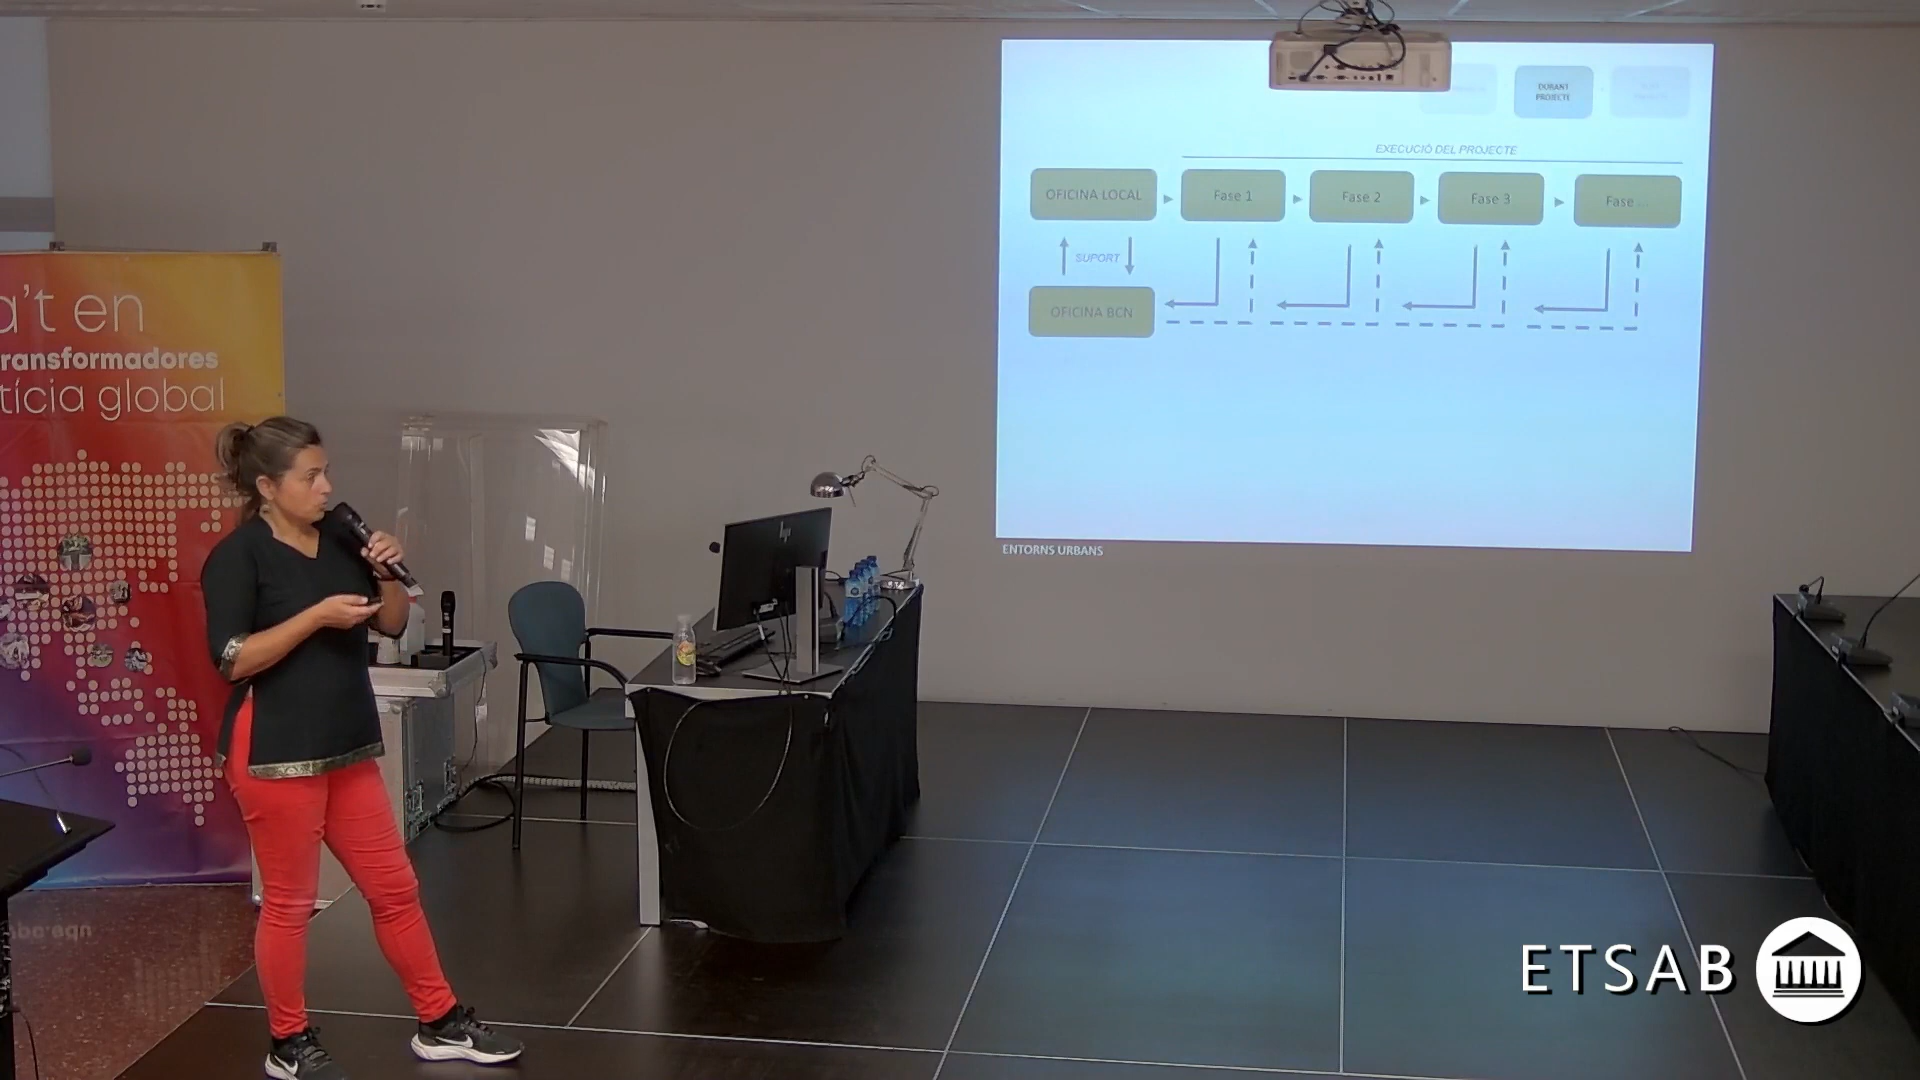 DURANT
PROJECTE
EXECUCIÓ DEL PROJECTE
OFICINA LOCAL
Fase 1
Fase 2
Fase 3
Fase ...
SUPORT
OFICINA BCN
ENTORNS URBANS
a't en
ransformadores
tícia global
hp
ETSAB